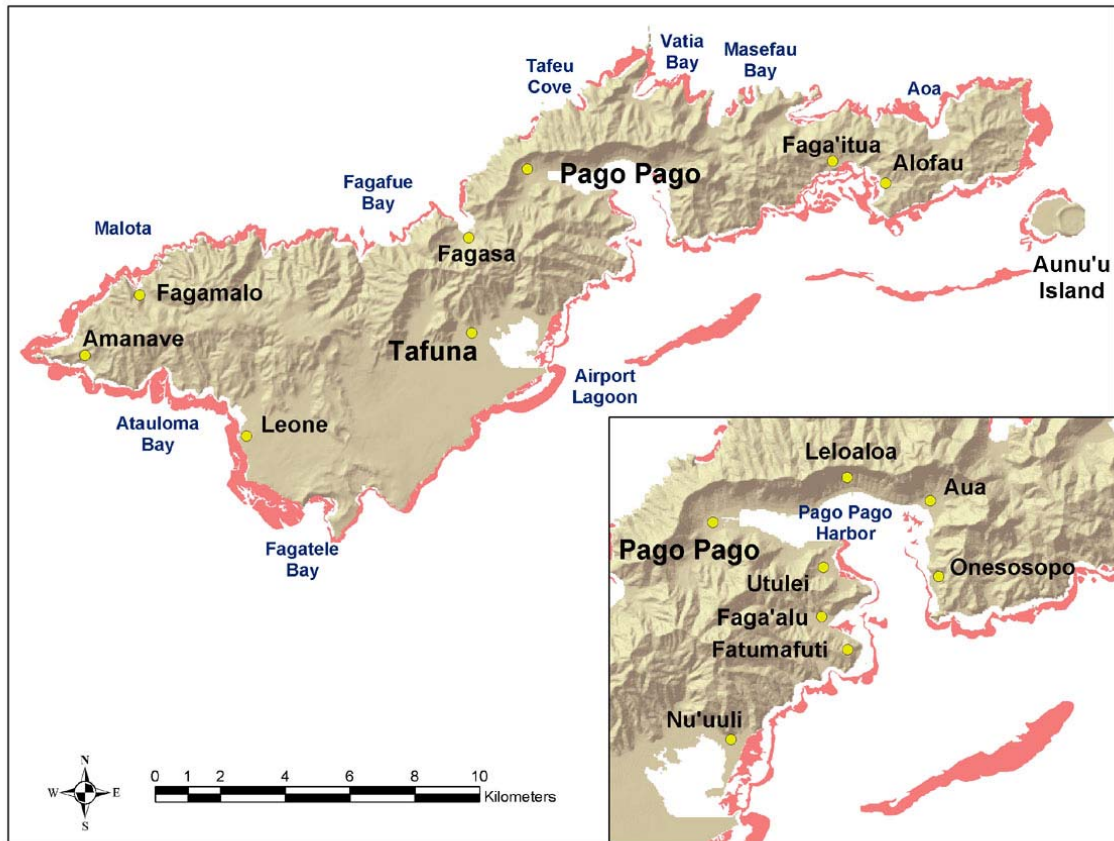 Vatia
Bay
Masefau
Bay
Tafeu
Cove
Aoa
Faga'itua
Alofau
Pago Pago
Fagafue
Bay
Malota
Fagasa
Aunu'u
Island
Fagamalo
Amanave
Tafuna
Airport
Lagoon
Atauloma
Bay
Leone
Fagatele
Bay
N
W E
S
0 1 2 4 6 8 10
Kilometers
Leloaloa
Aua
Pago Pago
Harbor
Pago Pago
Utulei
Onesosopo
Faga'alu
Fatumafuti
Nu'uuli